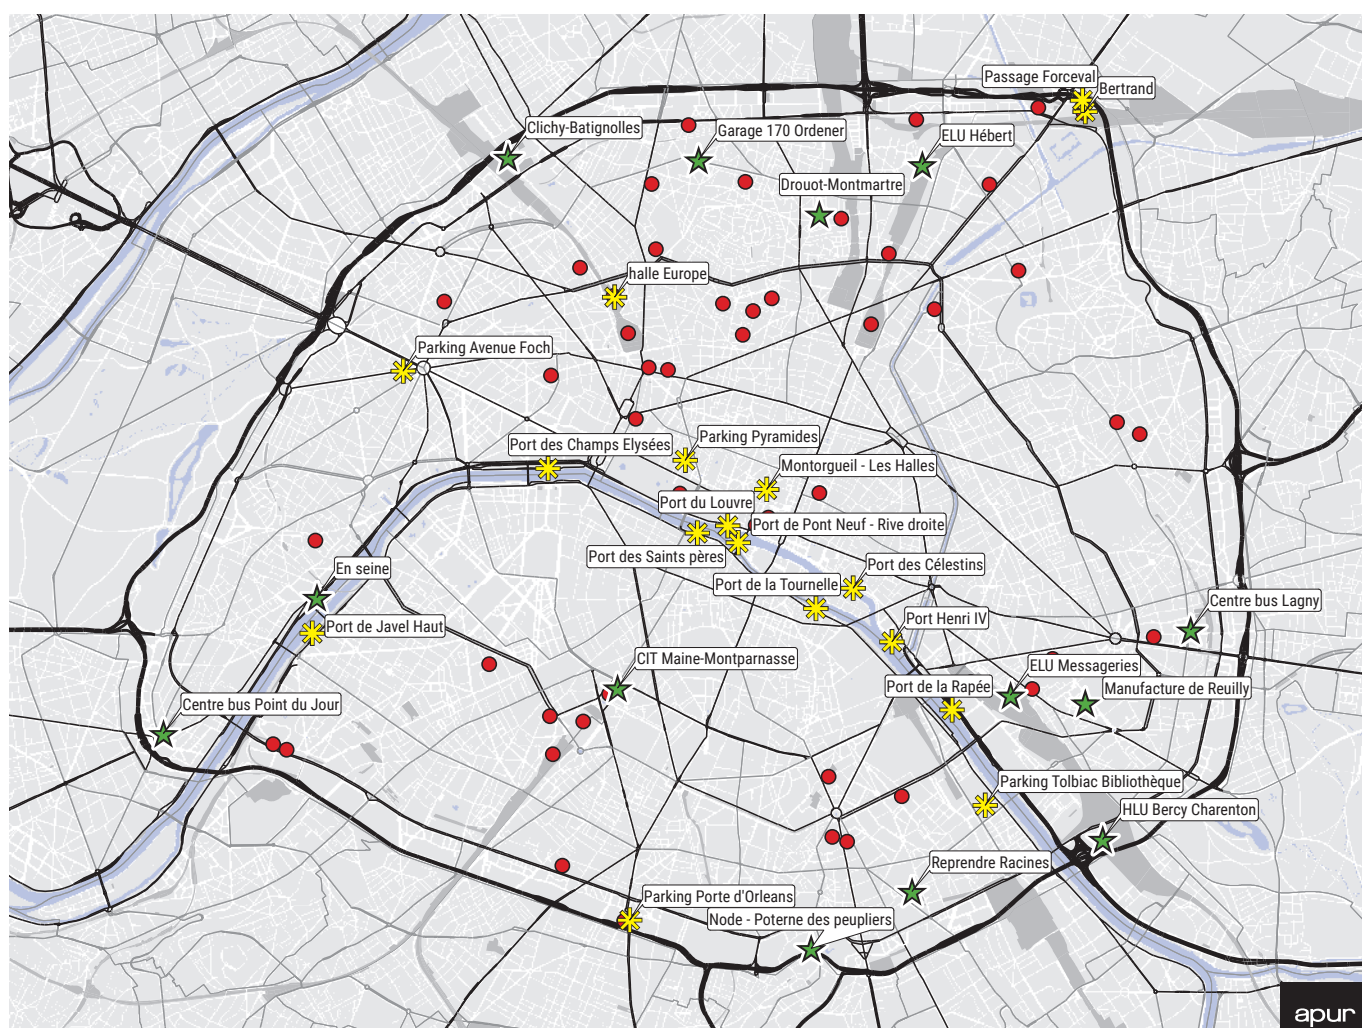 Passage Forceval
Bertrand
Clichy-Batignolles
Garage 170 Ordener
ELU Hébert
Drouot-Montmartre
halle Europe
Parking Avenue Foch
Port des Champs Elysées
Parking Pyramides
Montorgueil - Les Halles
Port du Louvre
Port de Pont Neuf - Rive droite
Port des Saints pères
Port des Célestins
En seine
Port de la Tournelle
Centre bus Lagny
Port de Javel Haut
Port Henri IV
CIT Maine-Montparnasse
ELU Messageries
Port de la Rapée
Manufacture de Reuilly
Centre bus Point du Jour
Parking Tolbiac Bibliothèque
HLU Bercy Charenton
Reprendre Racines
Parking Porte d'Orleans
Node - Poterne des peupliers
apur